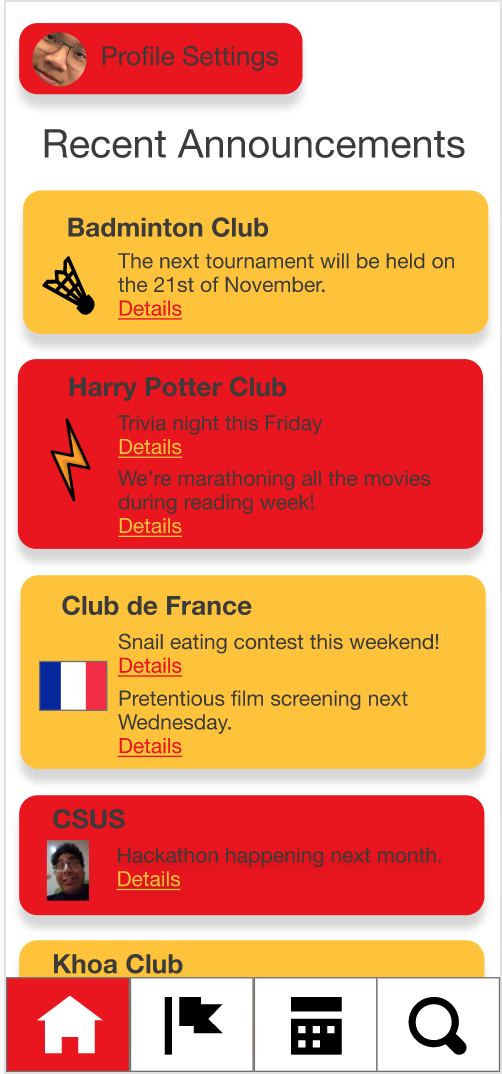 Profile Settings
Recent Announcements
Badminton Club
The next tournament will be held on
the 21st of November.
Details
Harry Potter Club
Trivia night this Friday
Details
We’re marathoning all the movies
during reading week!
Details
Club de France
Snail eating contest this weekend!
Details
Pretentious film screening next
Wednesday.
Details
CSUS
Hackathon happening next month.
Details
Khoa Club